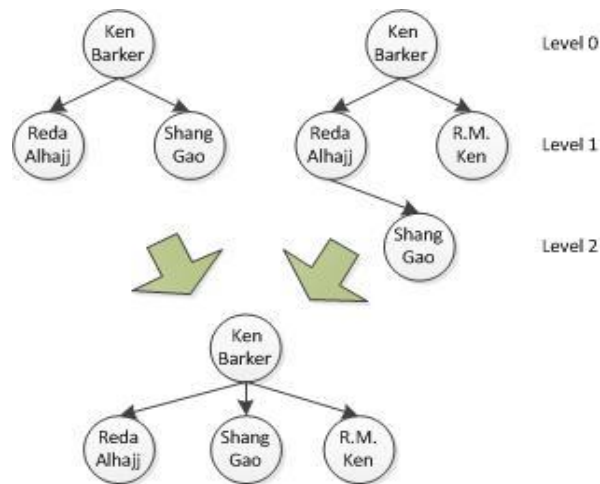 Ken
Barker
Ken
Barker
Level 0
Reda
Alhajj
Shang
Gao
Reda
Alhajj
R.M.
Ken
Level 1
Shang
Gao
Level 2
Ken
Barker
Reda
Alhajj
Shang
Gao
R.M.
Ken